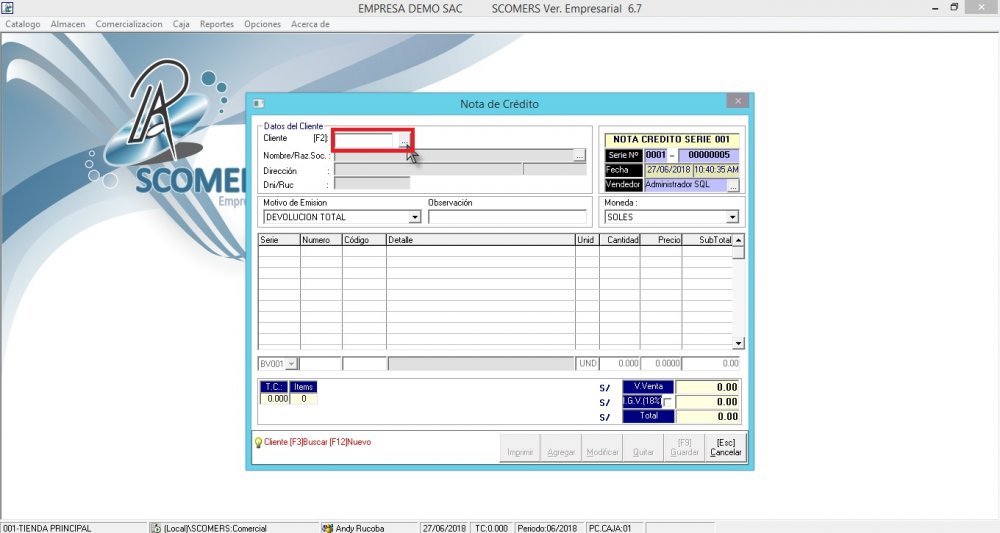 EMPRESA DEMO SAC SCOMERS Ver. Empresarial 6.7
Catalogo Almacen Comercializacion Caja Reportes Opciones Acerca de
SCOMER
Empre
Nota de Crédito
Datos del Cliente
Cliente [F2]: ...
Nombre/Raz.Soc. : ...
Dirección :
Dni/Ruc :
NOTA CREDITO SERIE 001
Serie Nº 0001 - 00000005
Fecha 27/06/2018 10:40:35 AM
Vendedor Administrador SQL ...
Motivo de Emision Observación Moneda :
DEVOLUCION TOTAL SOLES
Serie Numero Código Detalle Unid Cantidad Precio SubTotal
BV001 UND 0.000 0.0000 0.00
T.C.: Items S/ V.Venta 0.00
0.000 0 S/ I.G.V.(18%) 0.00
S/ Total 0.00
Cliente [F3]Buscar [F12]Nuevo
Imprimir Agregar Modificar Quitar [F9] Guardar [Esc] Cancelar
001-TIENDA PRINCIPAL (Local)\SCOMERS:Comercial Andy Rucoba 27/06/2018 TC:0.000 Periodo:06/2018 PC.CAJA:01